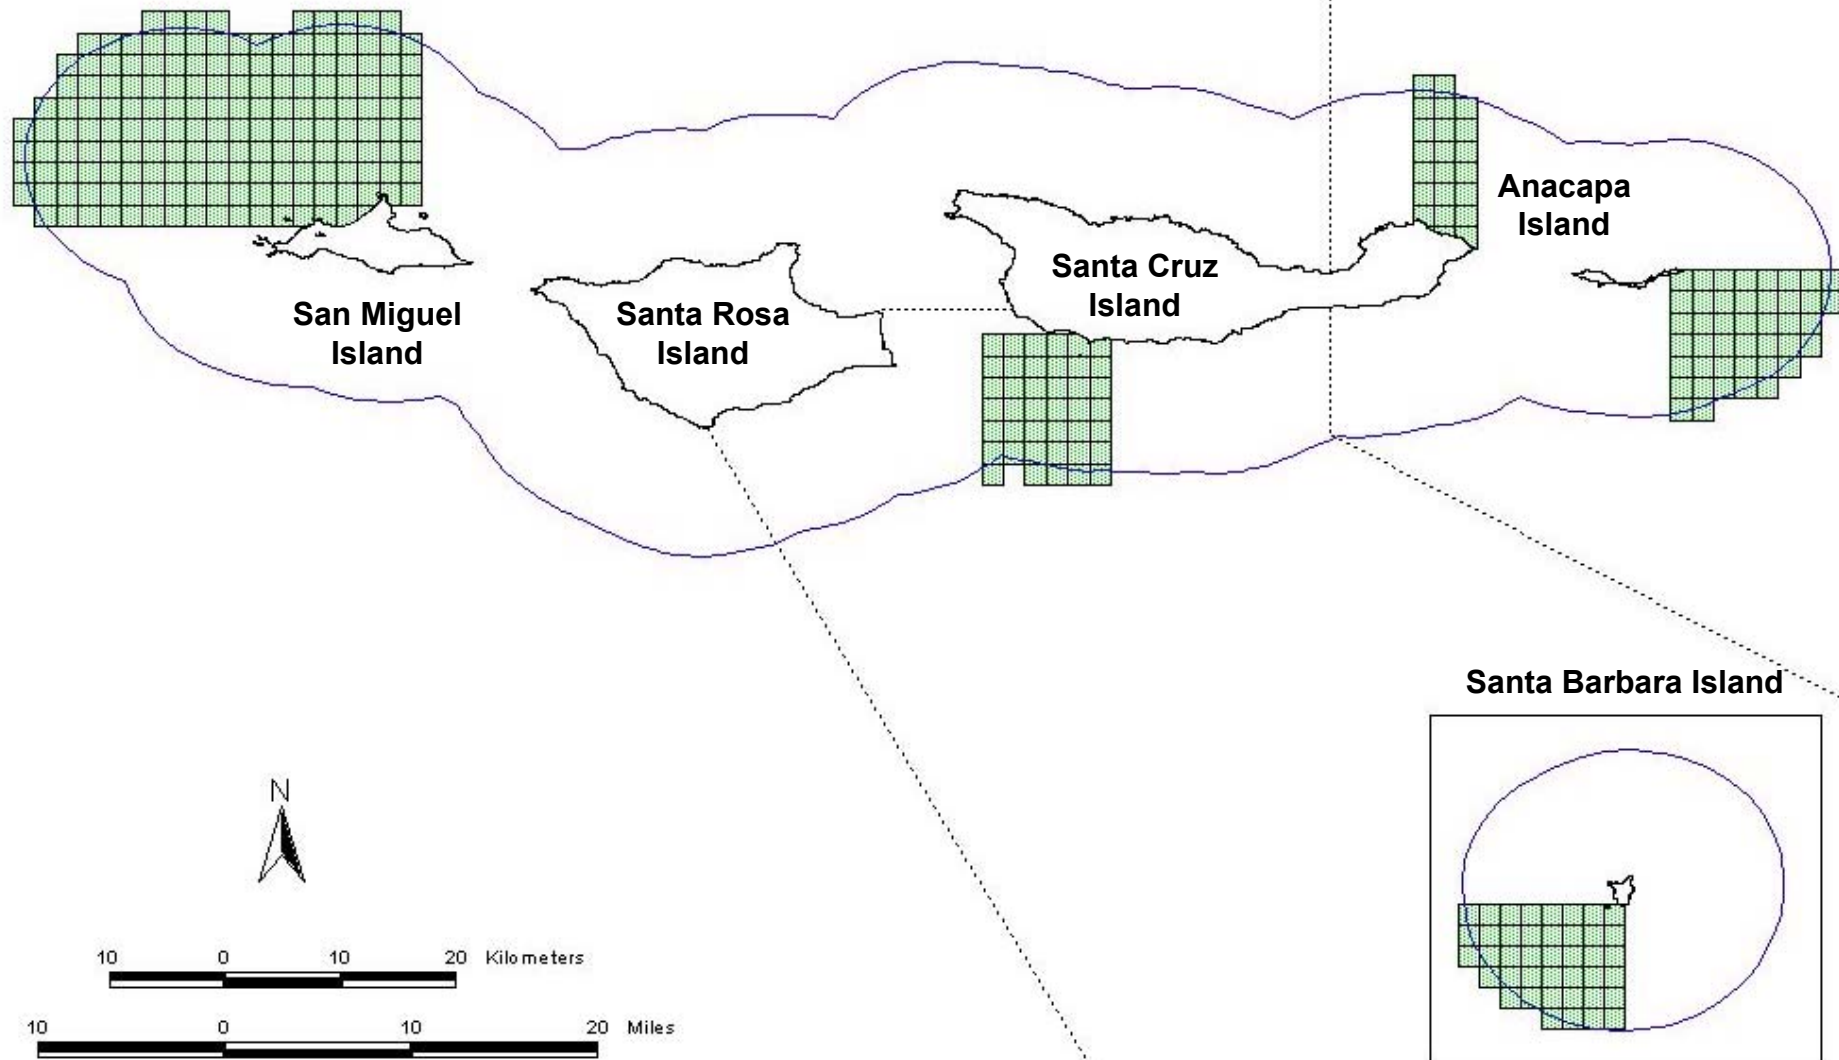 Anacapa
Island
Santa Cruz
Island
San Miguel
Island
Santa Rosa
Island
Santa Barbara Island
N
10 0 10 20 Kilometers
10 0 10 20 Miles